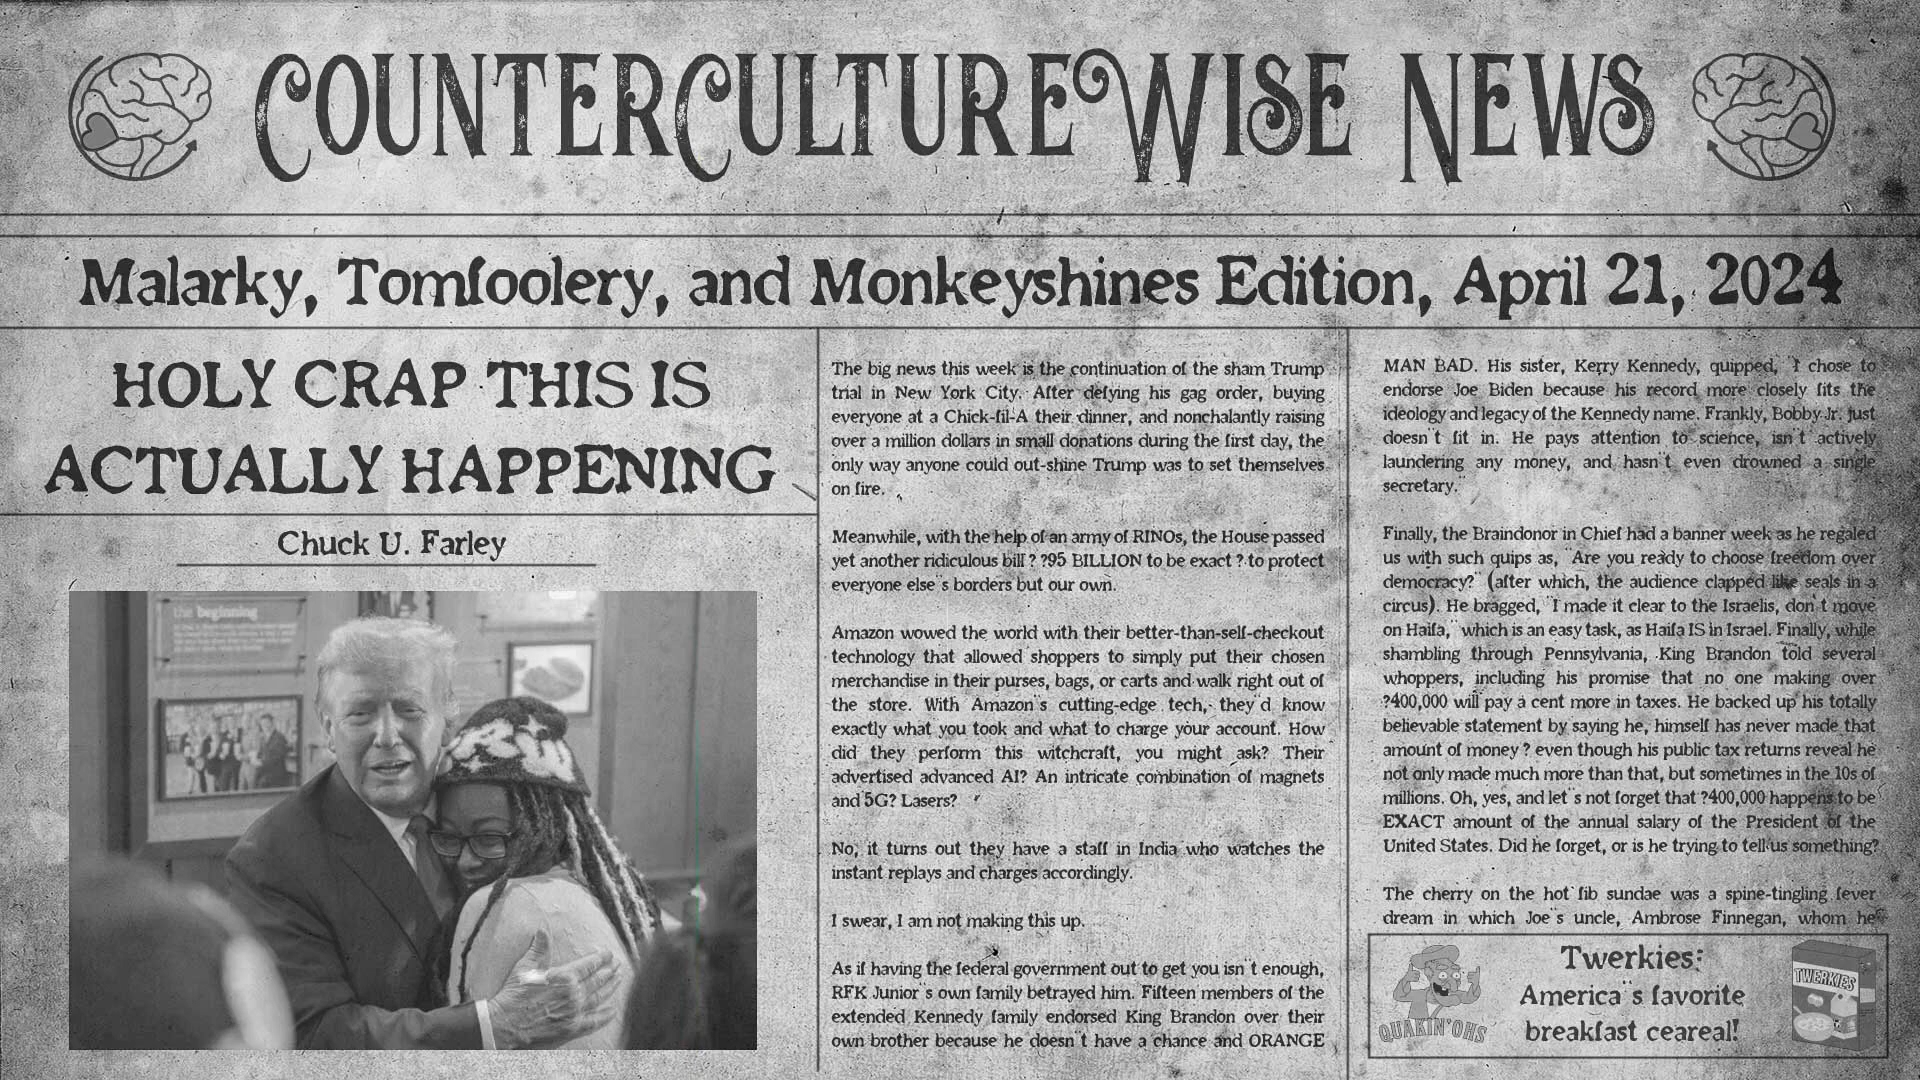 COUNTERCULTUREWISE NEWS
Malarky, Tomfoolery, and Monkeyshines Edition, April 21, 2024
HOLY CRAP THIS IS
ACTUALLY HAPPENING
Chuck U. Farley
the beginning
The big news this week is the continuation of the sham Trump
trial in New York City. After defying his gag order, buying
everyone at a Chick-fil-A their dinner, and nonchalantly raising
over a million dollars in small donations during the first day, the
only way anyone could out-shine Trump was to set themselves
on fire.
Meanwhile, with the help of an army of RINOs, the House passed
yet another ridiculous bill ? ?95 BILLION to be exact ? to protect
everyone else¨s borders but our own.
Amazon wowed the world with their better-than-self-checkout
technology that allowed shoppers to simply put their chosen
merchandise in their purses, bags, or carts and walk right out of
the store. With Amazon¨s cutting-edge tech, they¨d know
exactly what you took and what to charge your account. How
did they perform this witchcraft, you might ask? Their
advertised advanced AI? An intricate combination of magnets
and 5G? Lasers?
No, it turns out they have a staff in India who watches the
instant replays and charges accordingly.
I swear, I am not making this up.
As if having the federal government out to get you isn¨t enough,
RFK Junior¨s own family betrayed him. Fifteen members of the
extended Kennedy family endorsed King Brandon over their
own brother because he doesn¨t have a chance and ORANGE
MAN BAD. His sister, Kerry Kennedy, quipped, ¨I chose to
endorse Joe Biden because his record more closely fits the
ideology and legacy of the Kennedy name. Frankly, Bobby Jr. just
doesn¨t fit in. He pays attention to science, isn¨t actively
laundering any money, and hasn¨t even drowned a single
secretary.¨
Finally, the Braindonor in Chief had a banner week as he regaled
us with such quips as, ¨Are you ready to choose freedom over
democracy?¨ (after which, the audience clapped like seals in a
circus). He bragged, ¨I made it clear to the Israelis, don¨t move
on Haifa,¨ which is an easy task, as Haifa IS in Israel. Finally, while
shambling through Pennsylvania, King Brandon told several
whoppers, including his promise that no one making over
?400,000 will pay a cent more in taxes. He backed up his totally
believable statement by saying he, himself has never made that
amount of money ? even though his public tax returns reveal he
not only made much more than that, but sometimes in the 10s of
millions. Oh, yes, and let¨s not forget that ?400,000 happens to be
EXACT amount of the annual salary of the President of the
United States. Did he forget, or is he trying to tell us something?
The cherry on the hot fib sundae was a spine-tingling fever
dream in which Joe¨s uncle, Ambrose Finnegan, whom he
QUAKIN'OHS
Twerkies:
America¨s favorite
breakfast ceareal!
TWERKIES